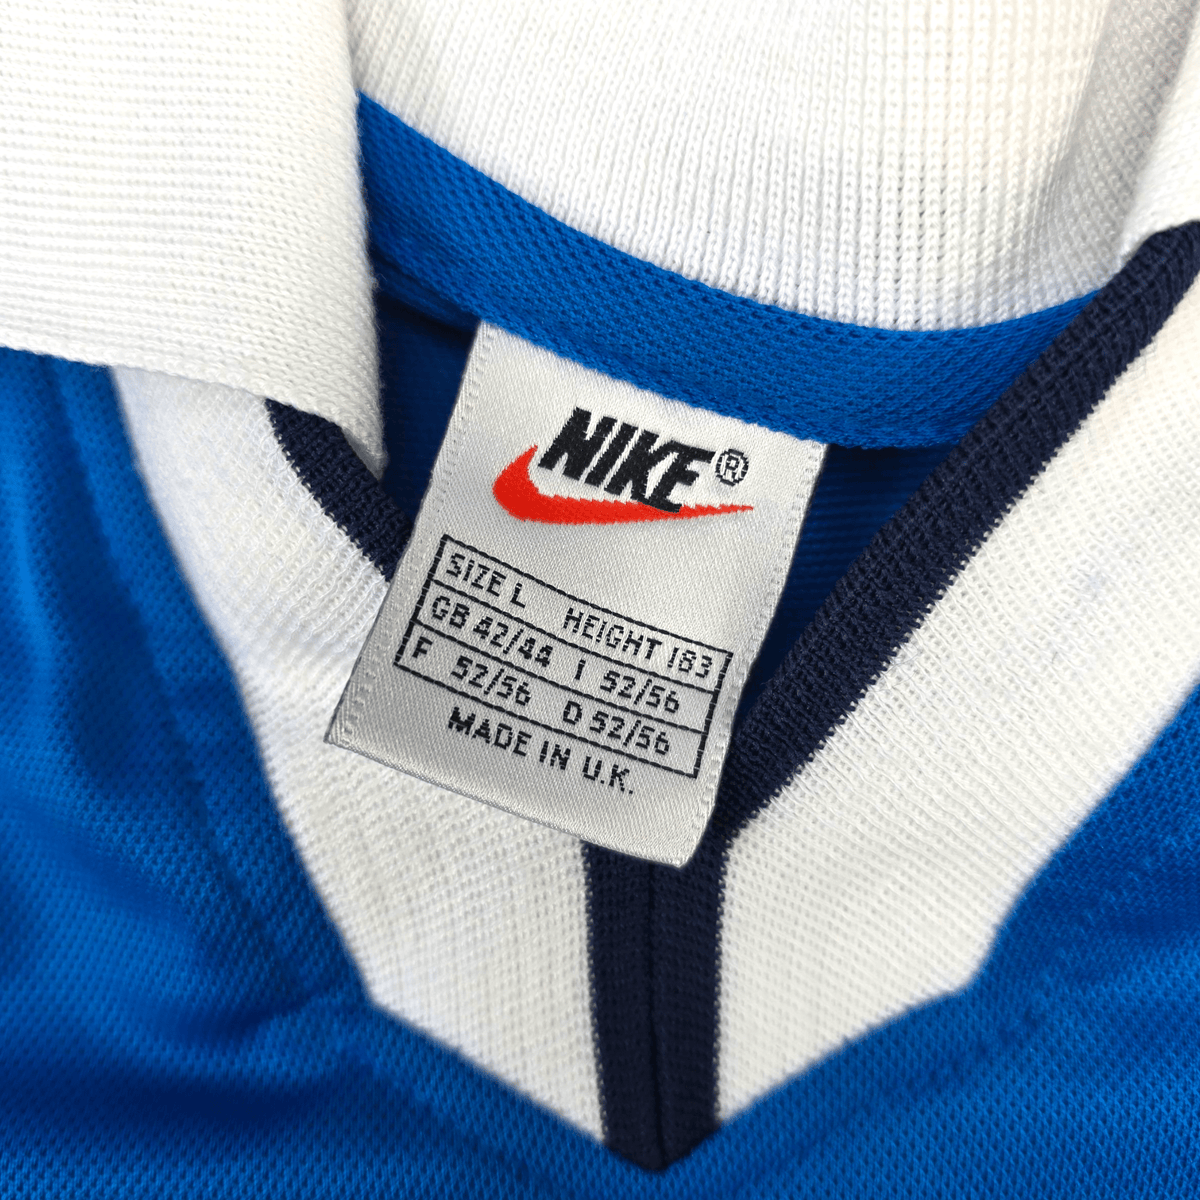 NIKE®
SIZE L HEIGHT 183
GB 42/44 I 52/56
F 52/56 D 52/56
MADE IN U.K.